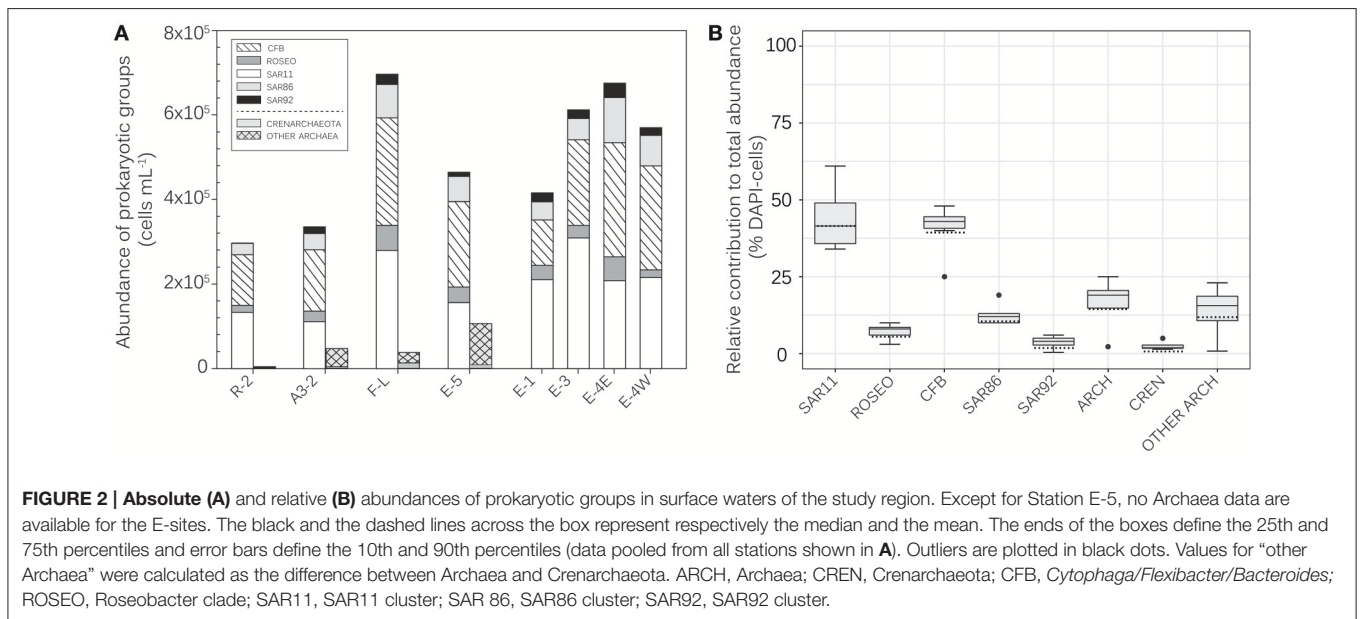 A
8x10⁵
6x10⁵
4x10⁵
2x10⁵
0
Abundance of prokaryotic groups
(cells mL⁻¹)
CFB
ROSEO
SAR11
SAR86
SAR92
CRENARCHAEOTA
OTHER ARCHAEA
R-2
A3-2
F-L
E-5
E-1
E-3
E-4E
E-4W
B
100
75
50
25
0
Relative contribution to total abundance
(% DAPI-cells)
SAR11
ROSEO
CFB
SAR86
SAR92
ARCH
CREN
OTHER ARCH
FIGURE 2 | Absolute (A) and relative (B) abundances of prokaryotic groups in surface waters of the study region. Except for Station E-5, no Archaea data are
available for the E-sites. The black and the dashed lines across the box represent respectively the median and the mean. The ends of the boxes define the 25th and
75th percentiles and error bars define the 10th and 90th percentiles (data pooled from all stations shown in A). Outliers are plotted in black dots. Values for “other
Archaea” were calculated as the difference between Archaea and Crenarchaeota. ARCH, Archaea; CREN, Crenarchaeota; CFB, Cytophaga/Flexibacter/Bacteroides;
ROSEO, Roseobacter clade; SAR11, SAR11 cluster; SAR 86, SAR86 cluster; SAR92, SAR92 cluster.